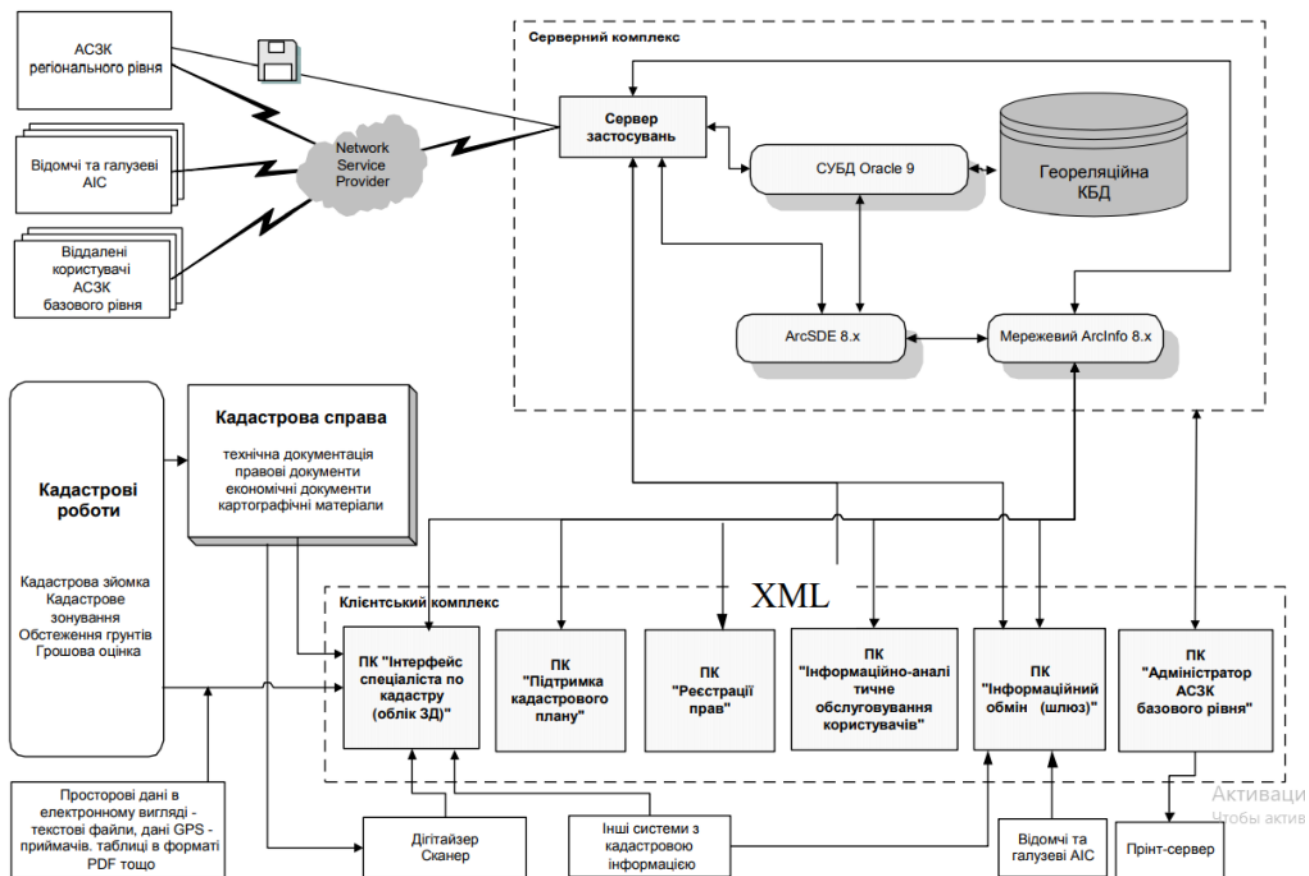 АСЗК
регіонального рівня
Відомчі та галузеві
АІС
Віддалені
користувачі
АСЗК
базового рівня
Network
Service
Provider
Серверний комплекс
Сервер
застосувань
СУБД Oracle 9
Геореляційна
КБД
ArcSDE 8.x
Мережевий ArcInfo 8.x
Кадастрові
роботи
Кадастрова зйомка
Кадастрове
зонування
Обстеження грунтів
Грошова оцінка
Кадастрова справа
технічна документація
правові документи
економічні документи
картографічні матеріали
Клієнтський комплекс
XML
ПК "Інтерфейс
спеціаліста по
кадастру
(облік ЗД)"
ПК
"Підтримка
кадастрового
плану"
ПК
"Реєстрації
прав"
ПК
"Інформаційно-аналі
тичне
обслуговування
користувачів"
ПК
"Інформаційний
обмін (шлюз)"
ПК
"Адміністратор
АСЗК
базового рівня"
Просторові дані в
електронному вигляді -
текстові файли, дані GPS -
приймачів. таблиці в форматі
PDF тощо
Дігітайзер
Сканер
Інші системи з
кадастровою
інформацією
Відомчі та
галузеві АІС
Прінт-сервер
Активаци
Чтобы актив